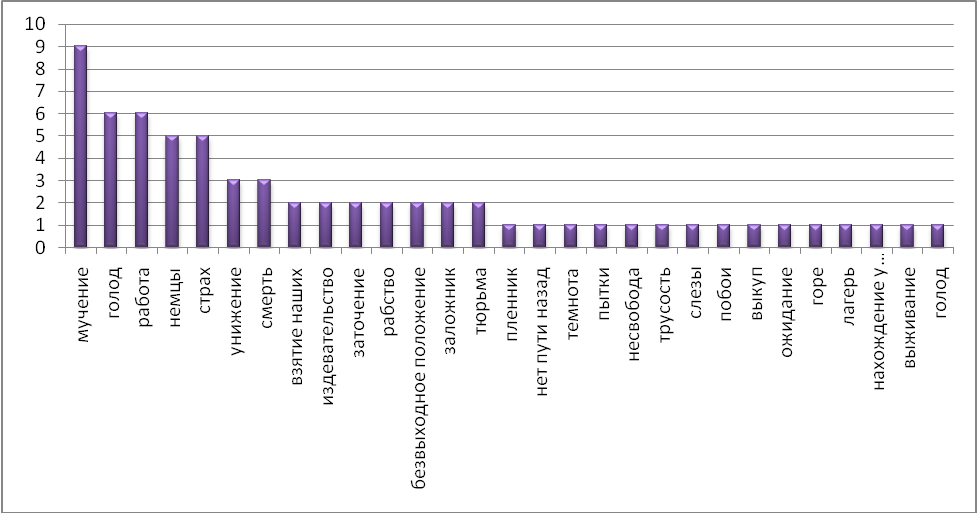 10
9
8
7
6
5
4
3
2
1
0
мучение
голод
работа
немцы
страх
унижение
смерть
взятие наших
издевательство
заточение
рабство
безвыходное положение
заложник
тюрьма
пленник
нет пути назад
темнота
пытки
несвобода
трусость
слезы
побои
выкуп
ожидание
горе
лагерь
нахождение у…
выживание
голод